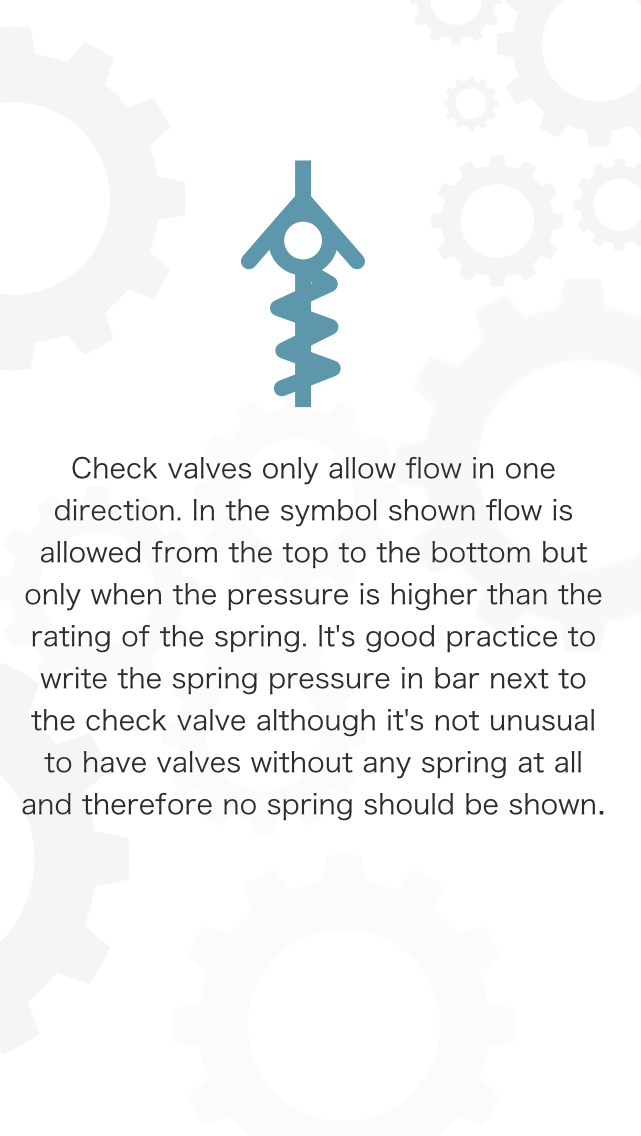 Check valves only allow flow in one
direction. In the symbol shown flow is
allowed from the top to the bottom but
only when the pressure is higher than the
rating of the spring. It's good practice to
write the spring pressure in bar next to
the check valve although it's not unusual
to have valves without any spring at all
and therefore no spring should be shown.